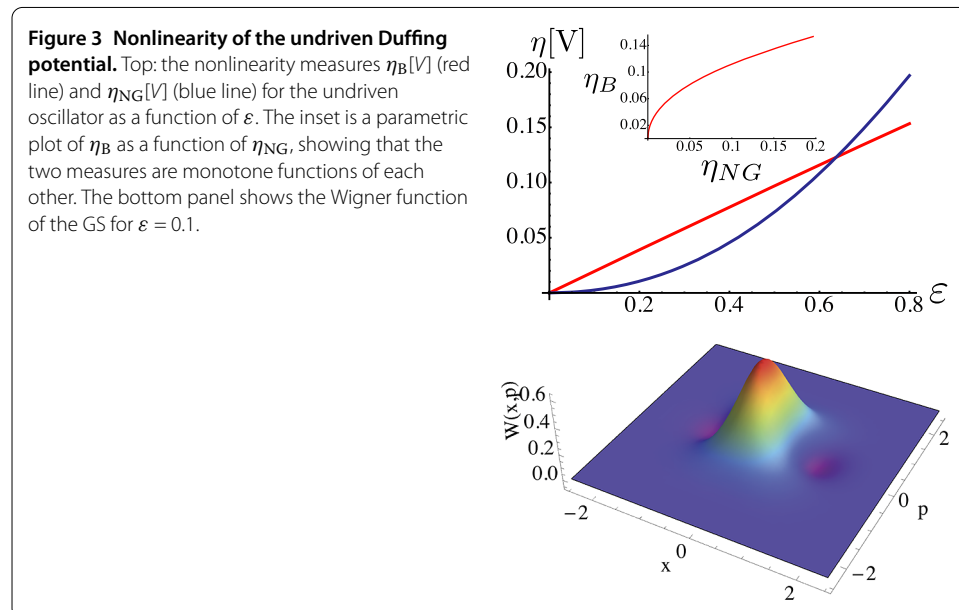 Figure 3 Nonlinearity of the undriven Duffing
potential. Top: the nonlinearity measures ηB[V] (red
line) and ηNG[V] (blue line) for the undriven
oscillator as a function of ε. The inset is a parametric
plot of ηB as a function of ηNG, showing that the
two measures are monotone functions of each
other. The bottom panel shows the Wigner function
of the GS for ε = 0.1.
η[V]
0.20
0.15
0.10
0.05
0.2 0.4 0.6 0.8 ε
ηB
0.14
0.1
0.06
0.02
0.05 0.1 0.15 0.2
ηNG
W(x,p)
0.6
0.4
0.2
0.0
−2 0 2
x
−2 0 2
p